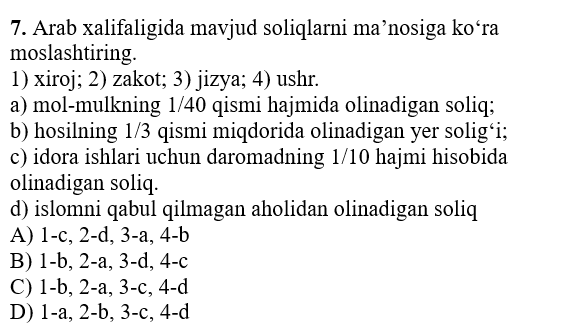 7. Arab xalifaligida mavjud soliqlarni ma’nosiga ko‘ra
moslashtiring.
1) xiroj; 2) zakot; 3) jizya; 4) ushr.
a) mol-mulkning 1/40 qismi hajmida olinadigan soliq;
b) hosilning 1/3 qismi miqdorida olinadigan yer solig‘i;
c) idora ishlari uchun daromadning 1/10 hajmi hisobida
olinadigan soliq.
d) islomni qabul qilmagan aholidan olinadigan soliq
A) 1-c, 2-d, 3-a, 4-b
B) 1-b, 2-a, 3-d, 4-c
C) 1-b, 2-a, 3-c, 4-d
D) 1-a, 2-b, 3-c, 4-d